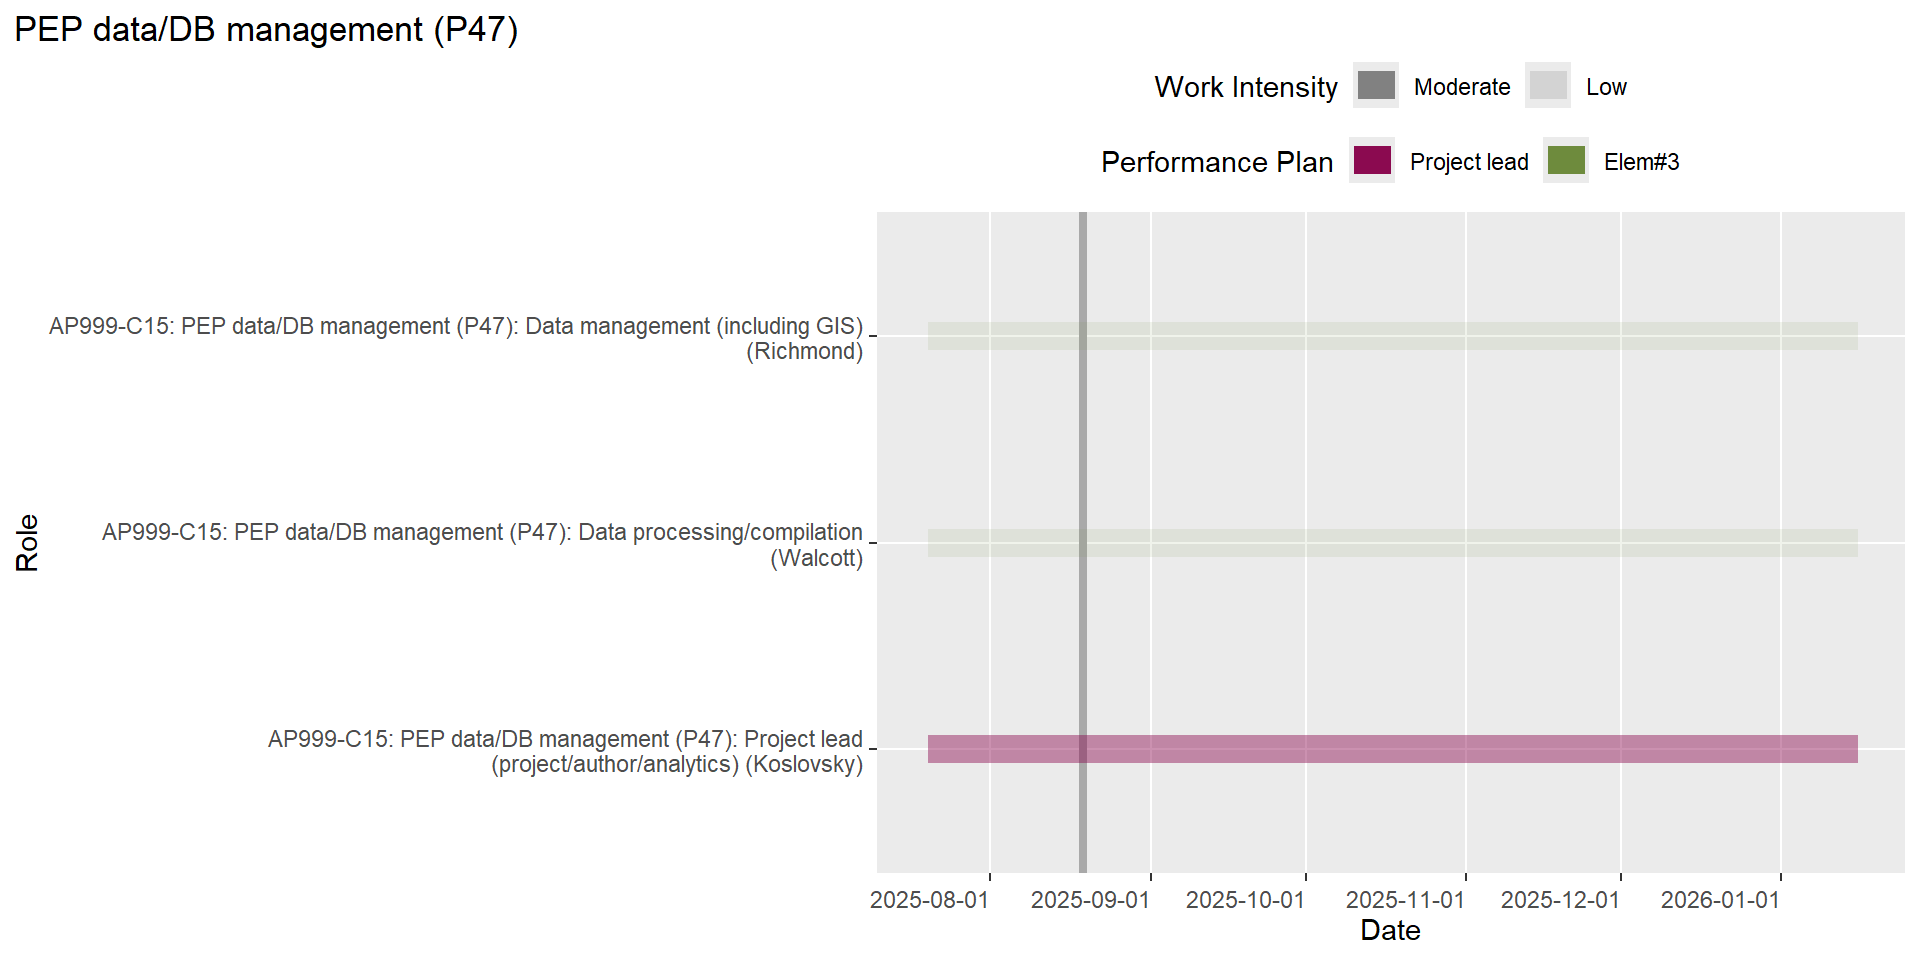 PEP data/DB management (P47)
Work Intensity Moderate Low
Performance Plan Project lead Elem#3
Role
AP999-C15: PEP data/DB management (P47): Data management (including GIS)
(Richmond)
AP999-C15: PEP data/DB management (P47): Data processing/compilation
(Walcott)
AP999-C15: PEP data/DB management (P47): Project lead
(project/author/analytics) (Koslovsky)
2025-08-01 2025-09-01 2025-10-01 2025-11-01 2025-12-01 2026-01-01
Date